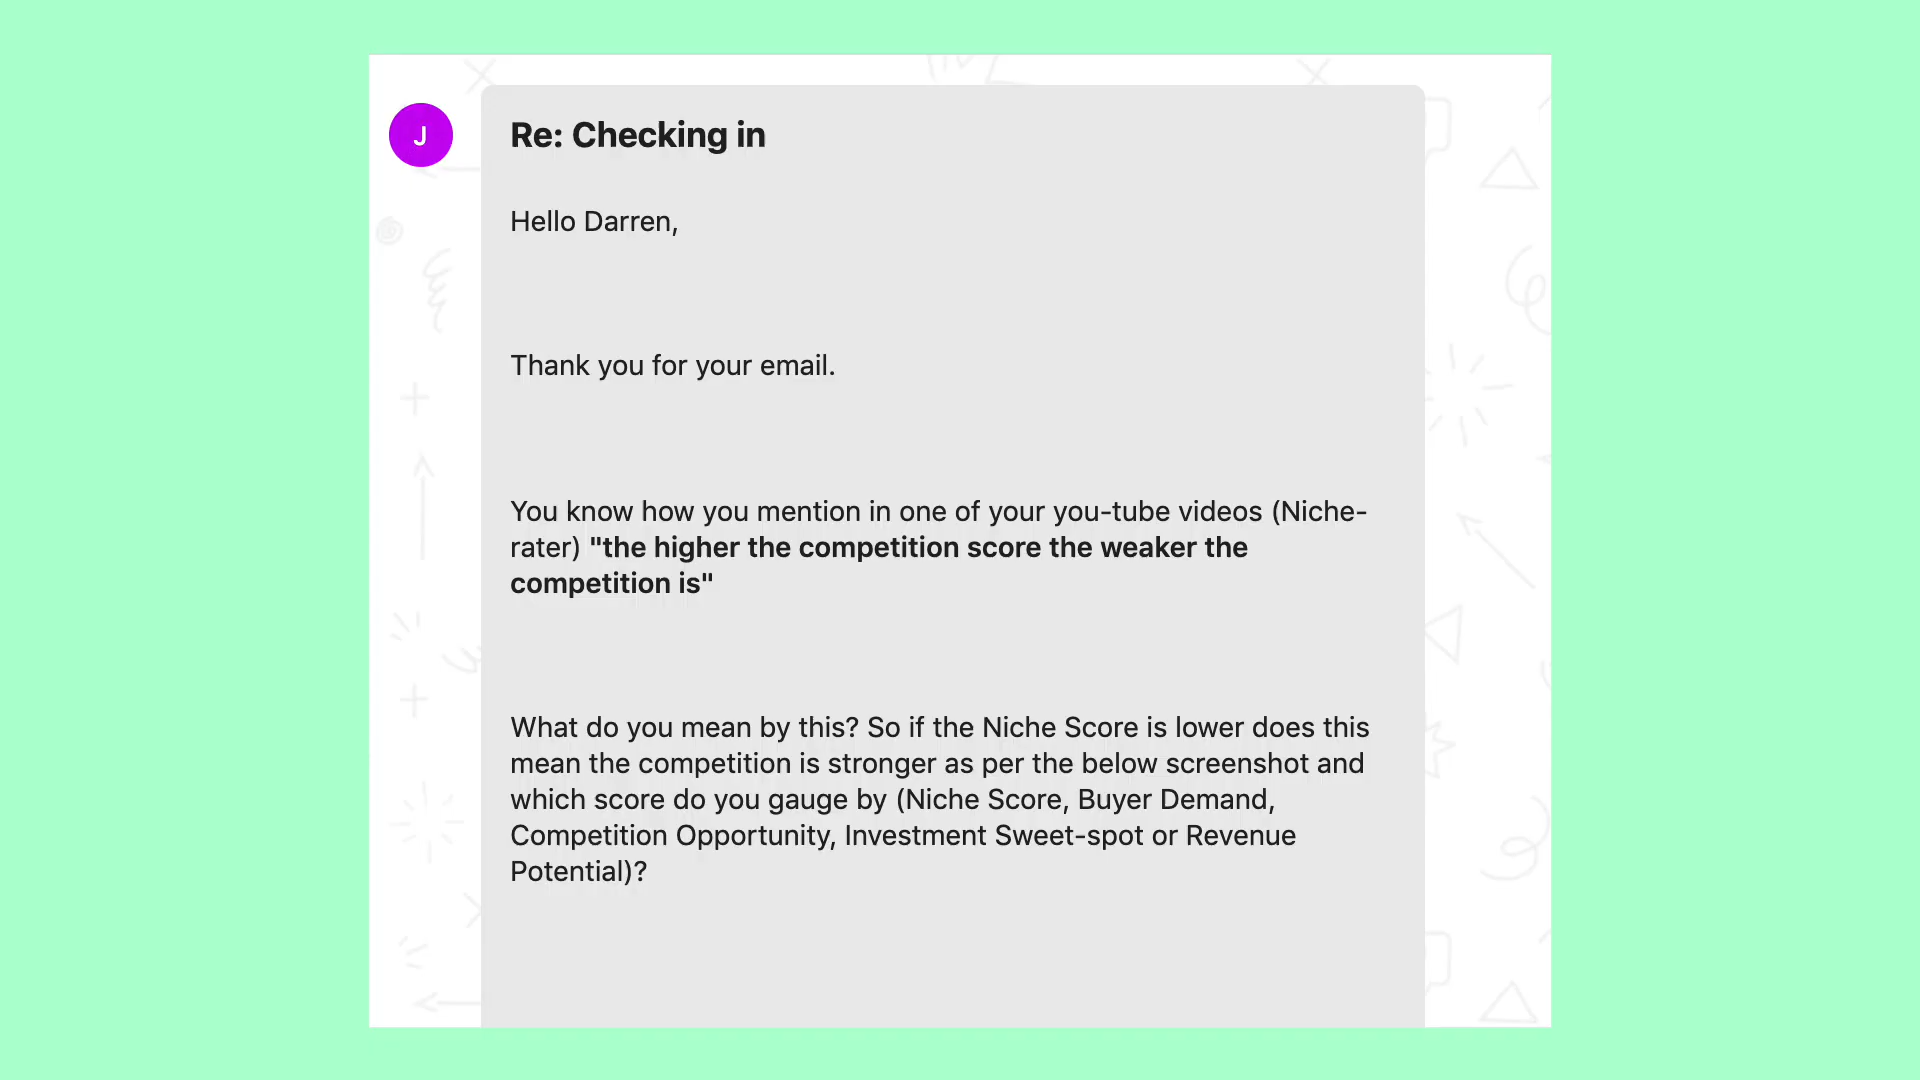 J
Re: Checking in
Hello Darren,
Thank you for your email.
You know how you mention in one of your you-tube videos (Niche-
rater) "the higher the competition score the weaker the
competition is"
What do you mean by this? So if the Niche Score is lower does this
mean the competition is stronger as per the below screenshot and
which score do you gauge by (Niche Score, Buyer Demand,
Competition Opportunity, Investment Sweet-spot or Revenue
Potential)?